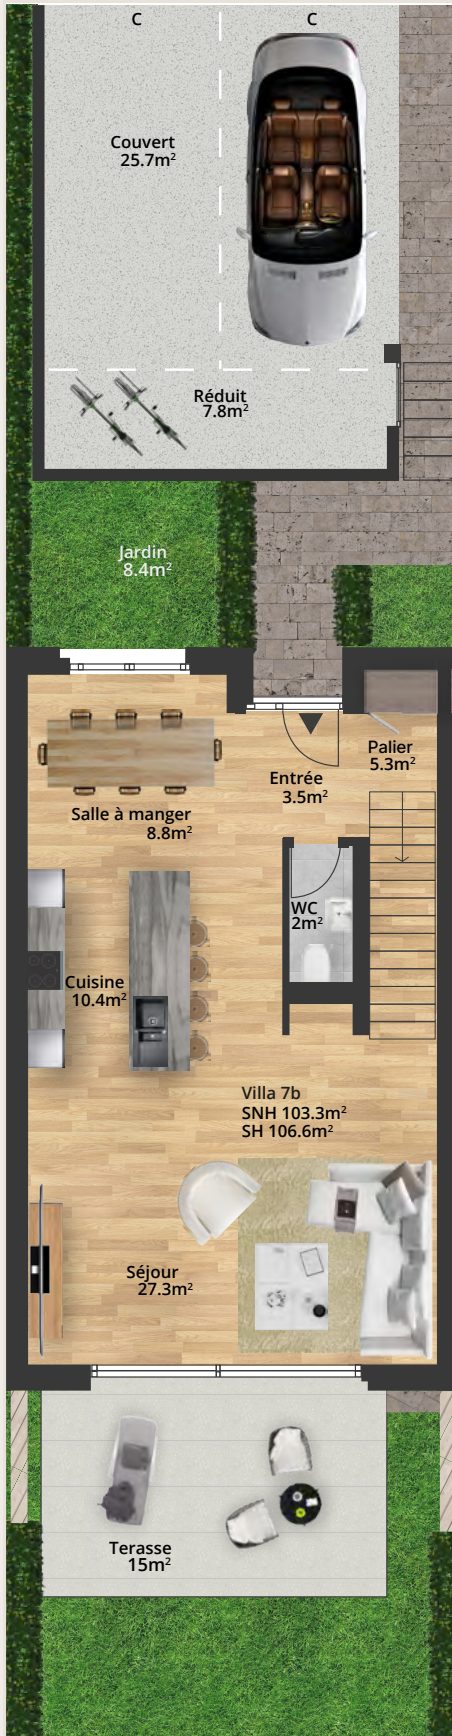 C
C
Couvert
25.7m²
Réduit
7.8m²
Jardin
8.4m²
Palier
5.3m²
Entrée
3.5m²
Salle à manger
8.8m²
WC
2m²
Cuisine
10.4m²
Villa 7b
SNH 103.3m²
SH 106.6m²
Séjour
27.3m²
Terasse
15m²